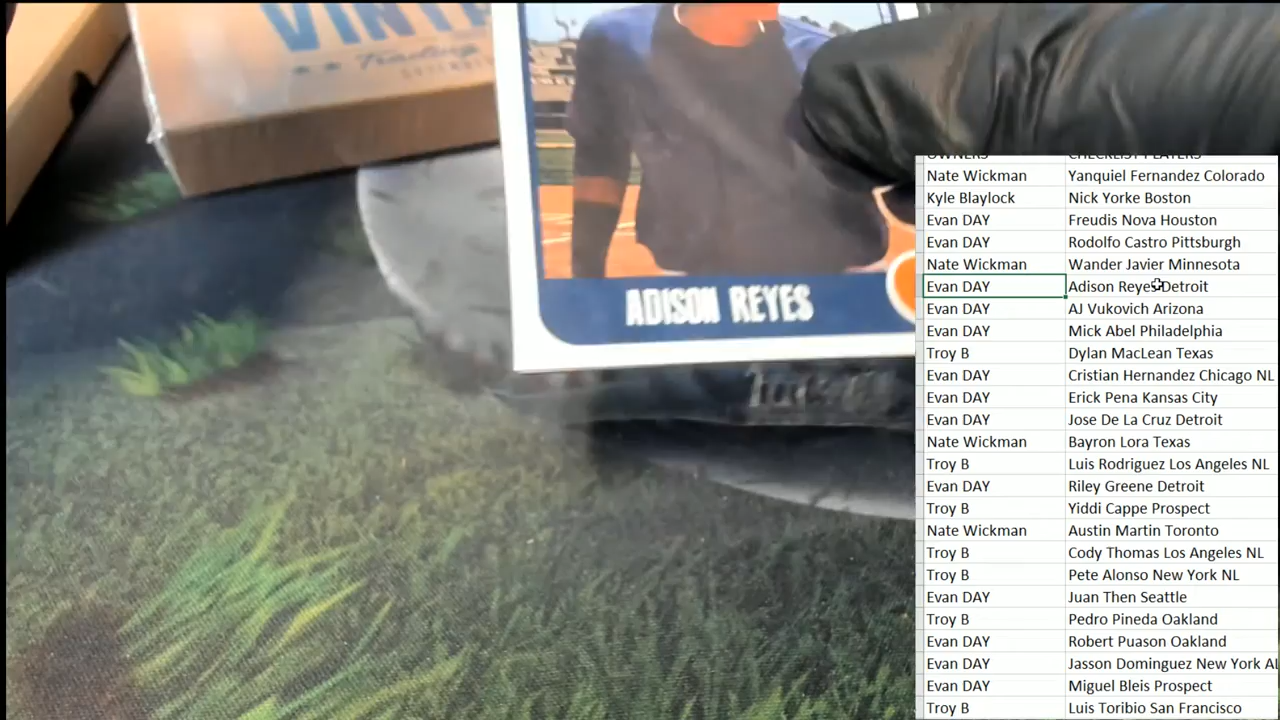 VINT
Trading
ADISON REYES
OWNERS CHECKLIST PLAYERS
Nate Wickman Yanquiel Fernandez Colorado
Kyle Blaylock Nick Yorke Boston
Evan DAY Freudis Nova Houston
Evan DAY Rodolfo Castro Pittsburgh
Nate Wickman Wander Javier Minnesota
Evan DAY Adison Reyes Detroit
Evan DAY AJ Vukovich Arizona
Evan DAY Mick Abel Philadelphia
Troy B Dylan MacLean Texas
Evan DAY Cristian Hernandez Chicago NL
Evan DAY Erick Pena Kansas City
Evan DAY Jose De La Cruz Detroit
Nate Wickman Bayron Lora Texas
Troy B Luis Rodriguez Los Angeles NL
Evan DAY Riley Greene Detroit
Troy B Yiddi Cappe Prospect
Nate Wickman Austin Martin Toronto
Troy B Cody Thomas Los Angeles NL
Troy B Pete Alonso New York NL
Evan DAY Juan Then Seattle
Troy B Pedro Pineda Oakland
Evan DAY Robert Puason Oakland
Evan DAY Jasson Dominguez New York AL
Evan DAY Miguel Bleis Prospect
Troy B Luis Toribio San Francisco